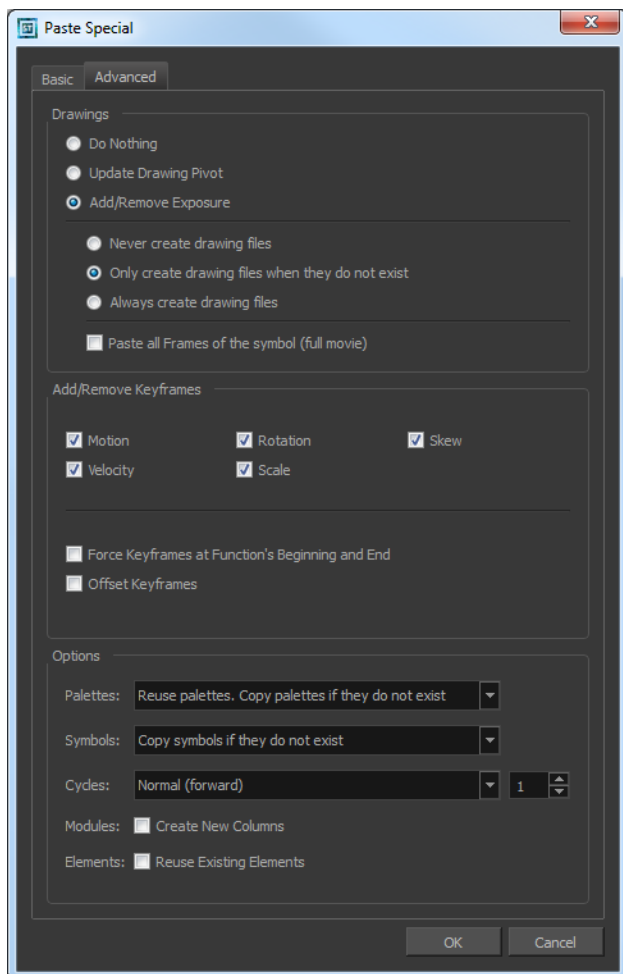 Paste Special
Basic Advanced
Drawings
Do Nothing
Update Drawing Pivot
Add/Remove Exposure
Never create drawing files
Only create drawing files when they do not exist
Always create drawing files
Paste all Frames of the symbol (full movie)
Add/Remove Keyframes
Motion Rotation Skew
Velocity Scale
Force Keyframes at Function's Beginning and End
Offset Keyframes
Options
Palettes: Reuse palettes. Copy palettes if they do not exist
Symbols: Copy symbols if they do not exist
Cycles: Normal (forward) 1
Modules: Create New Columns
Elements: Reuse Existing Elements
OK Cancel